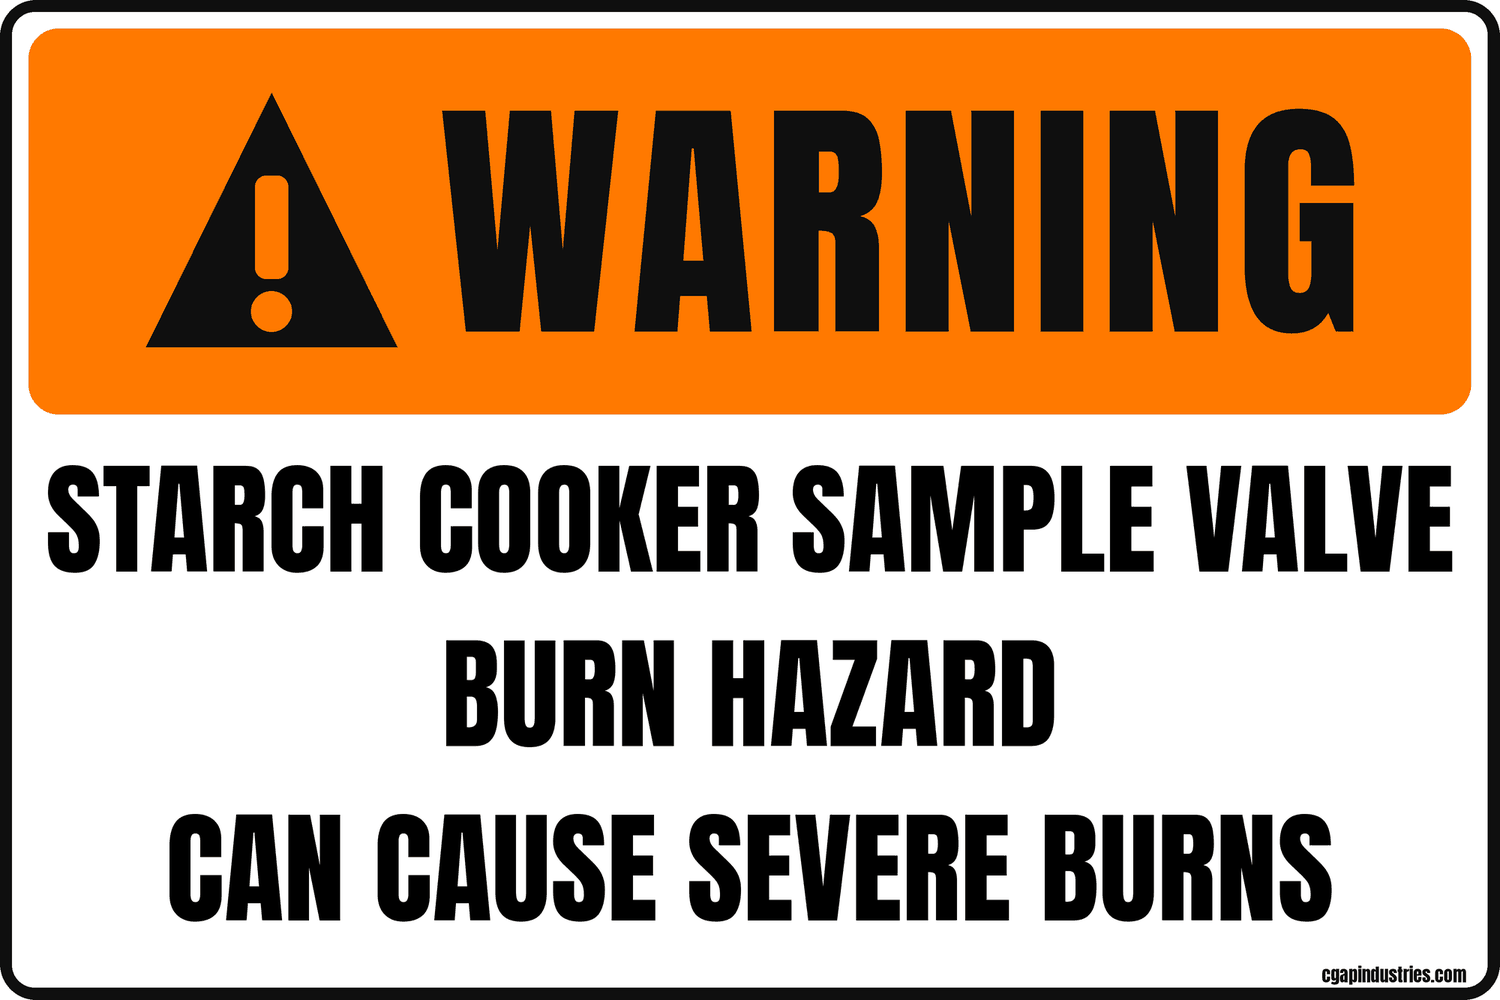 WARNING
STARCH COOKER SAMPLE VALVE
BURN HAZARD
CAN CAUSE SEVERE BURNS
cgapindustries.com